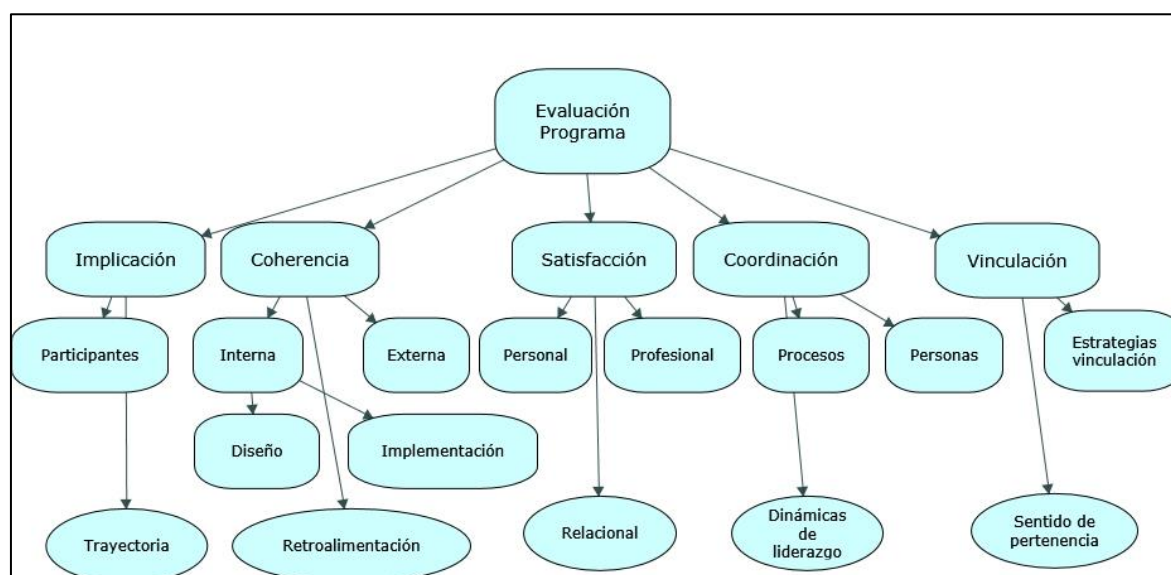 Evaluación
Programa
Implicación
Coherencia
Satisfacción
Coordinación
Vinculación
Participantes
Interna
Externa
Personal
Profesional
Procesos
Personas
Estrategias
vinculación
Diseño
Implementación
Trayectoria
Retroalimentación
Relacional
Dinámicas
de
liderazgo
Sentido de
pertenencia